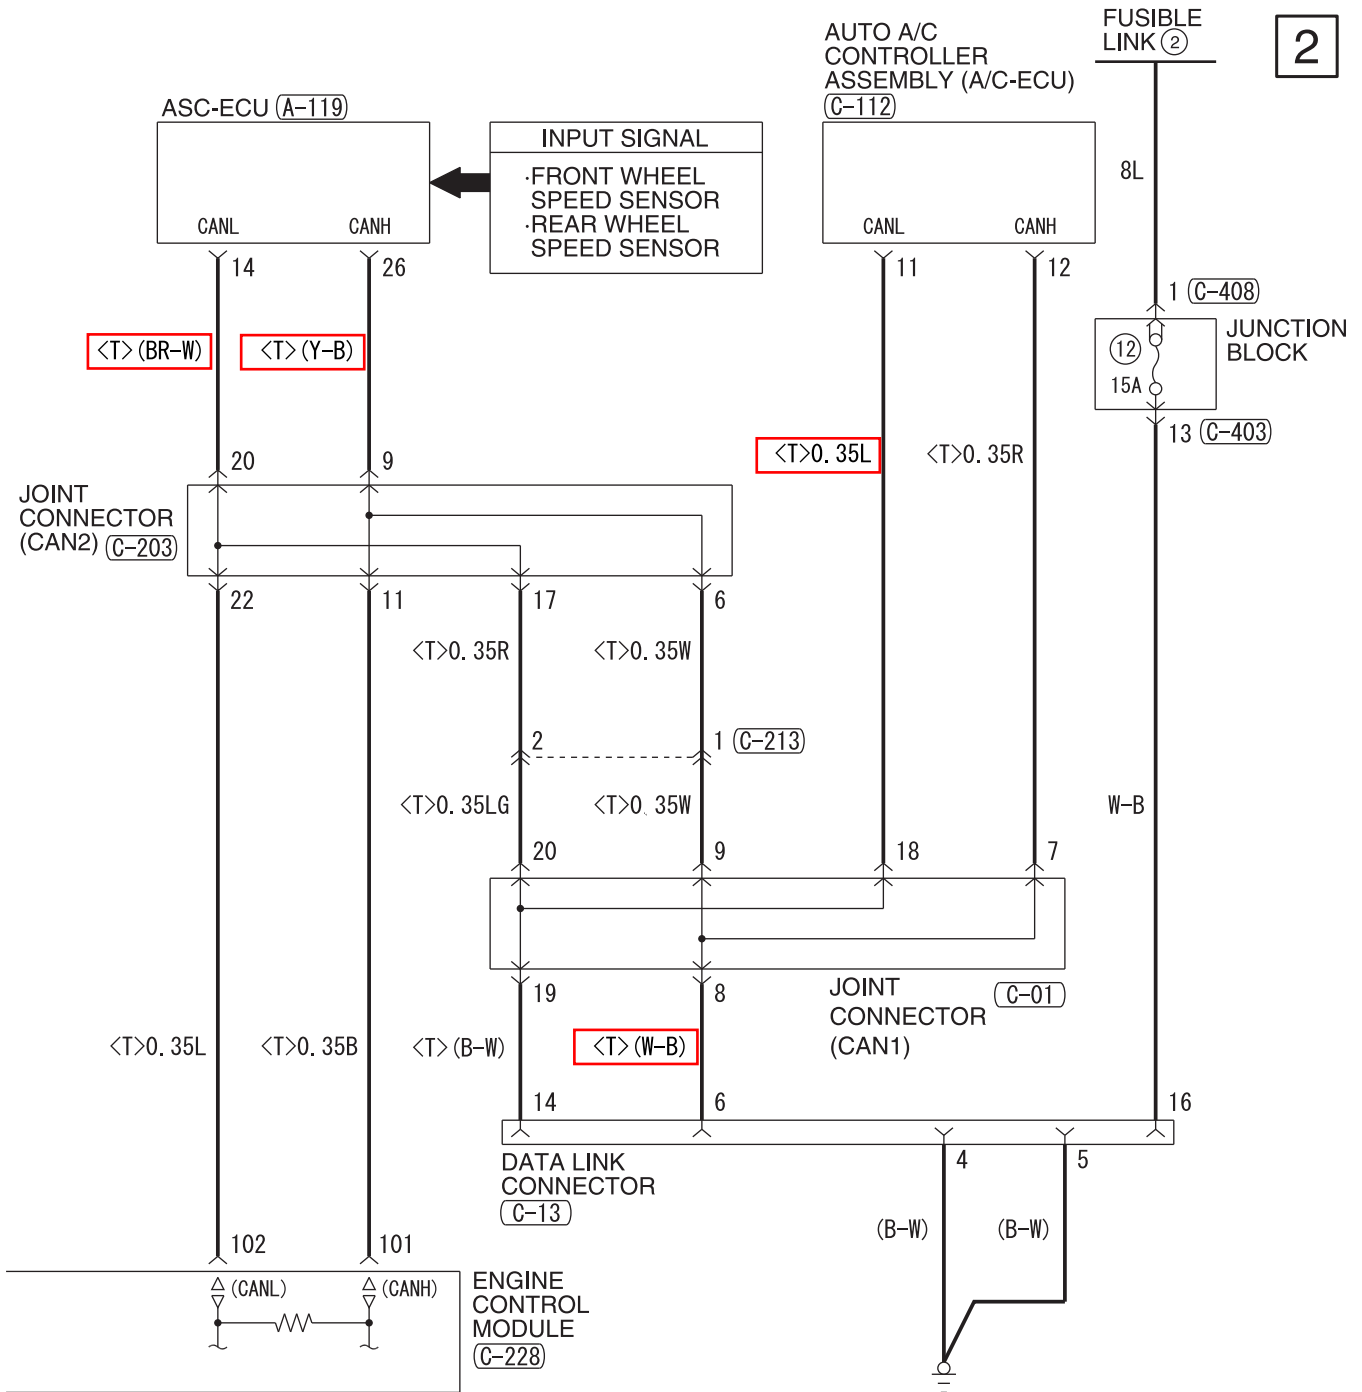 FUSIBLE
LINK ②
2
AUTO A/C
CONTROLLER
ASSEMBLY (A/C-ECU)
C-112
ASC-ECU A-119
INPUT SIGNAL
·FRONT WHEEL
SPEED SENSOR
·REAR WHEEL
SPEED SENSOR
8L
CANL CANH
CANL CANH
14 26
11 12
1 C-408
JUNCTION
BLOCK
⑫
15A
<T>(BR-W) <T>(Y-B)
13 C-403
<T>0.35L <T>0.35R
20 9
JOINT
CONNECTOR
(CAN2) C-203
22 11 17 6
<T>0.35R <T>0.35W
2 1 C-213
<T>0.35LG <T>0.35W
W-B
20 9 18 7
19 8
JOINT
CONNECTOR
(CAN1)
C-01
<T>0.35L <T>0.35B <T>(B-W) <T>(W-B)
14 6 16
DATA LINK
CONNECTOR
C-13
4 5
(B-W) (B-W)
102 101
(CANL) (CANH)
ENGINE
CONTROL
MODULE
C-228